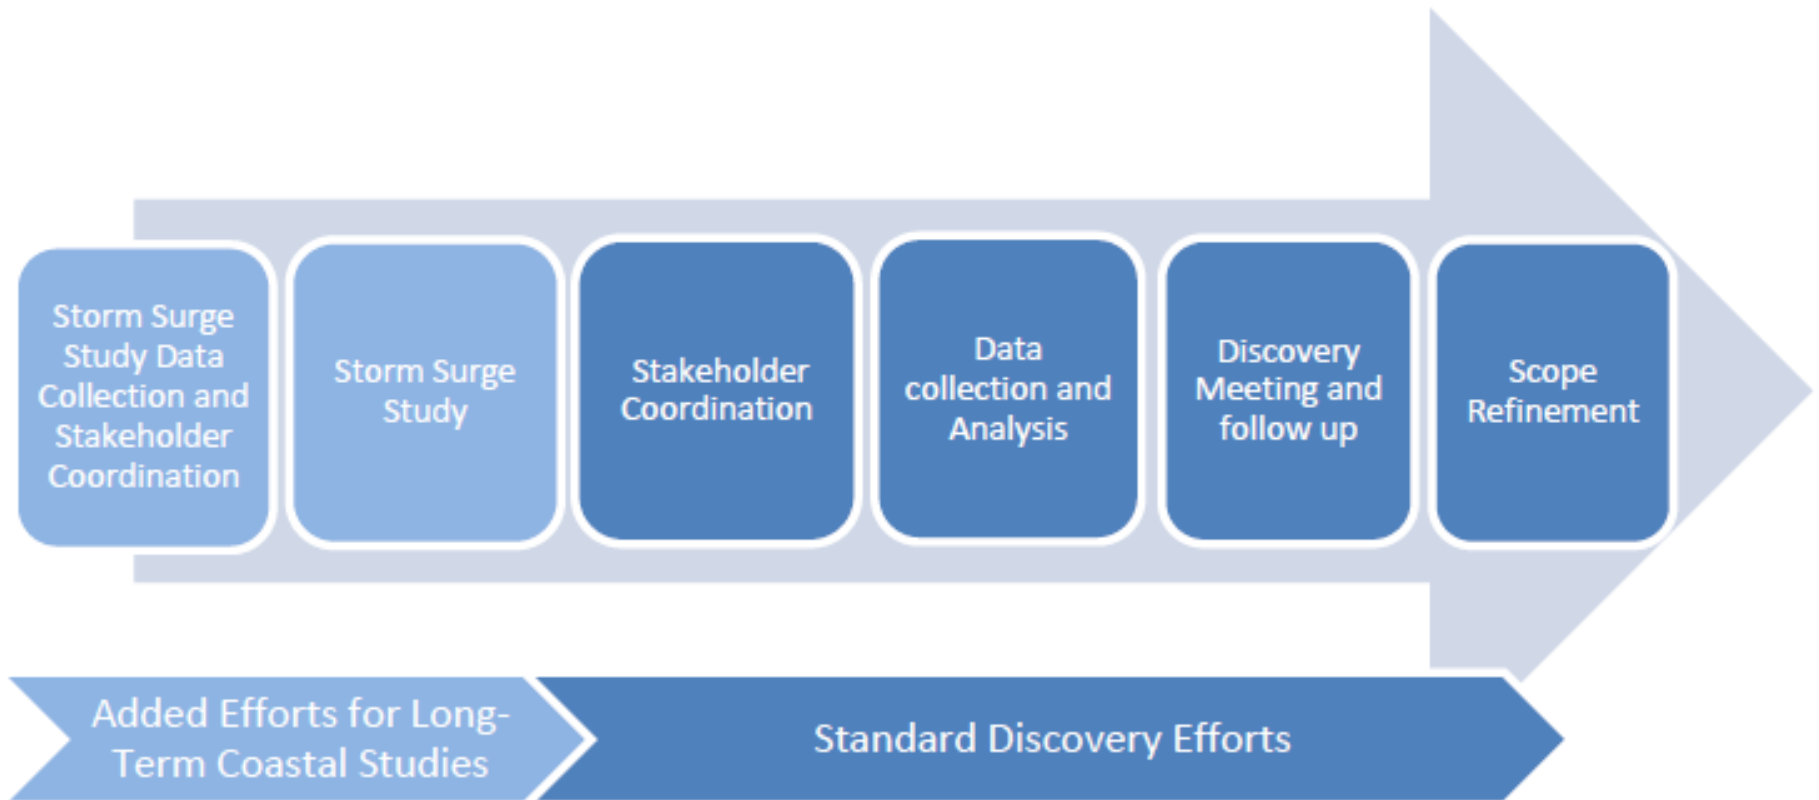 Storm Surge
Study Data
Collection and
Stakeholder
Coordination
Storm Surge
Study
Stakeholder
Coordination
Data
collection and
Analysis
Discovery
Meeting and
follow up
Scope
Refinement
Added Efforts for Long-
Term Coastal Studies
Standard Discovery Efforts